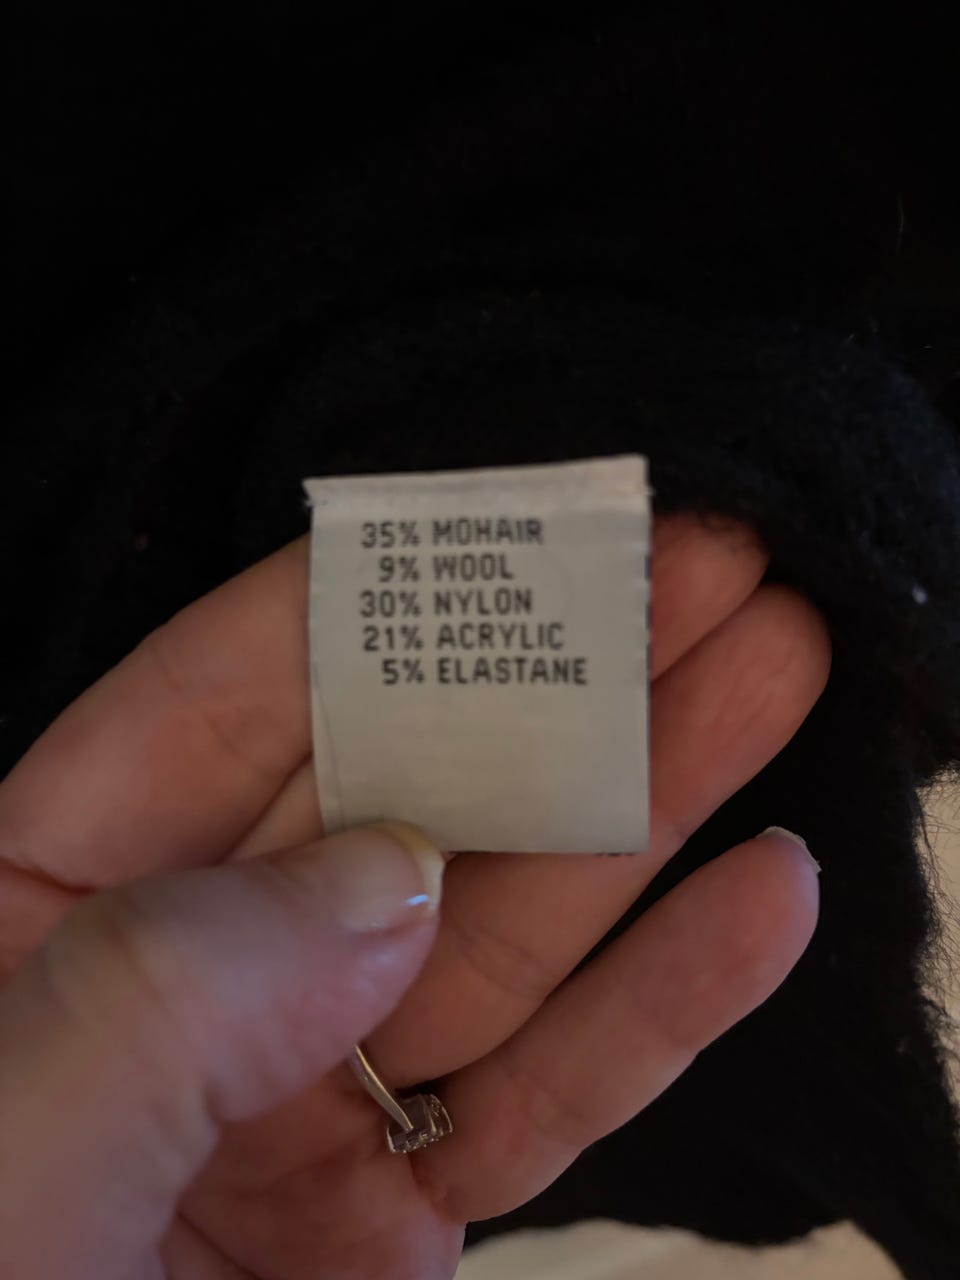 35% MOHAIR
9% WOOL
30% NYLON
21% ACRYLIC
5% ELASTANE